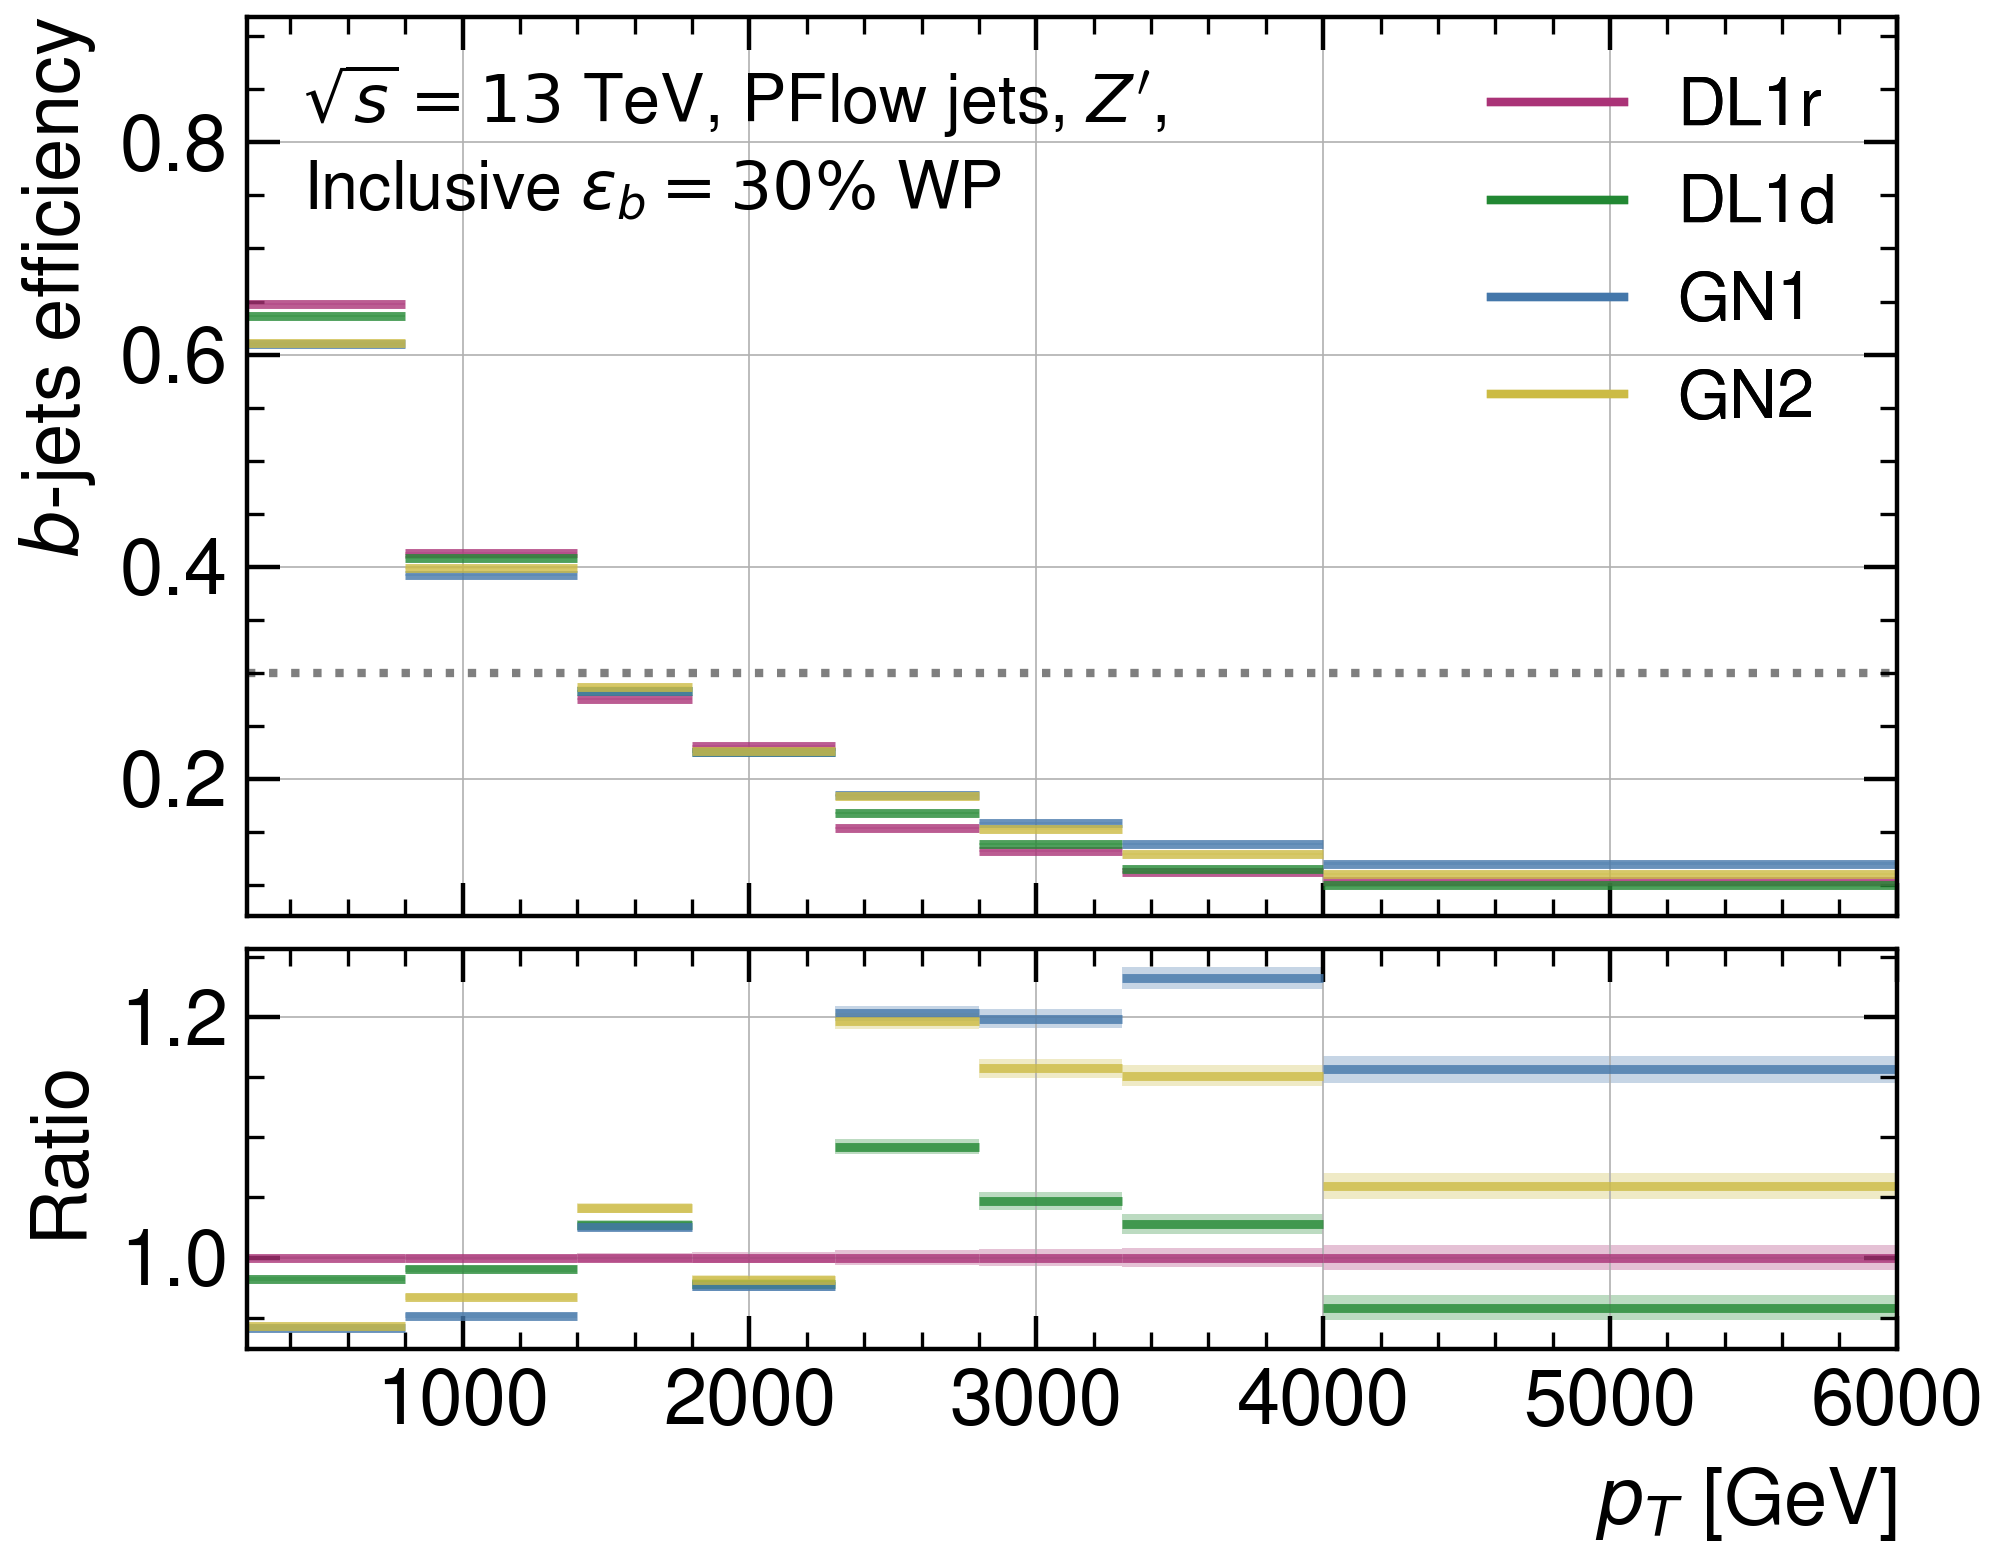 b-jets efficiency
0.8
0.6
0.4
0.2
√s = 13 TeV, PFlow jets, Z′,
Inclusive ε_b = 30% WP
DL1r
DL1d
GN1
GN2
Ratio
1.2
1.0
1000 2000 3000 4000 5000 6000
p_T [GeV]